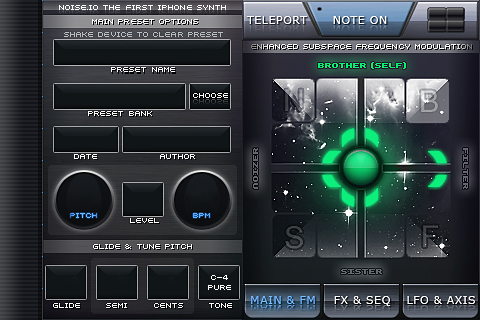 NOISE.IO THE FIRST IPHONE SYNTH
MAIN PRESET OPTIONS
SHAKE DEVICE TO CLEAR PRESET
PRESET NAME
CHOOSE
PRESET BANK
DATE
AUTHOR
PITCH
LEVEL
BPM
GLIDE & TUNE PITCH
C-4
PURE
GLIDE
SEMI
CENTS
TONE
TELEPORT
NOTE ON
ENHANCED SUBSPACE FREQUENCY MODULATION
BROTHER (SELF)
N
B
NOIZER
FILTER
S
F
SISTER
MAIN & FM
FX & SEQ
LFO & AXIS